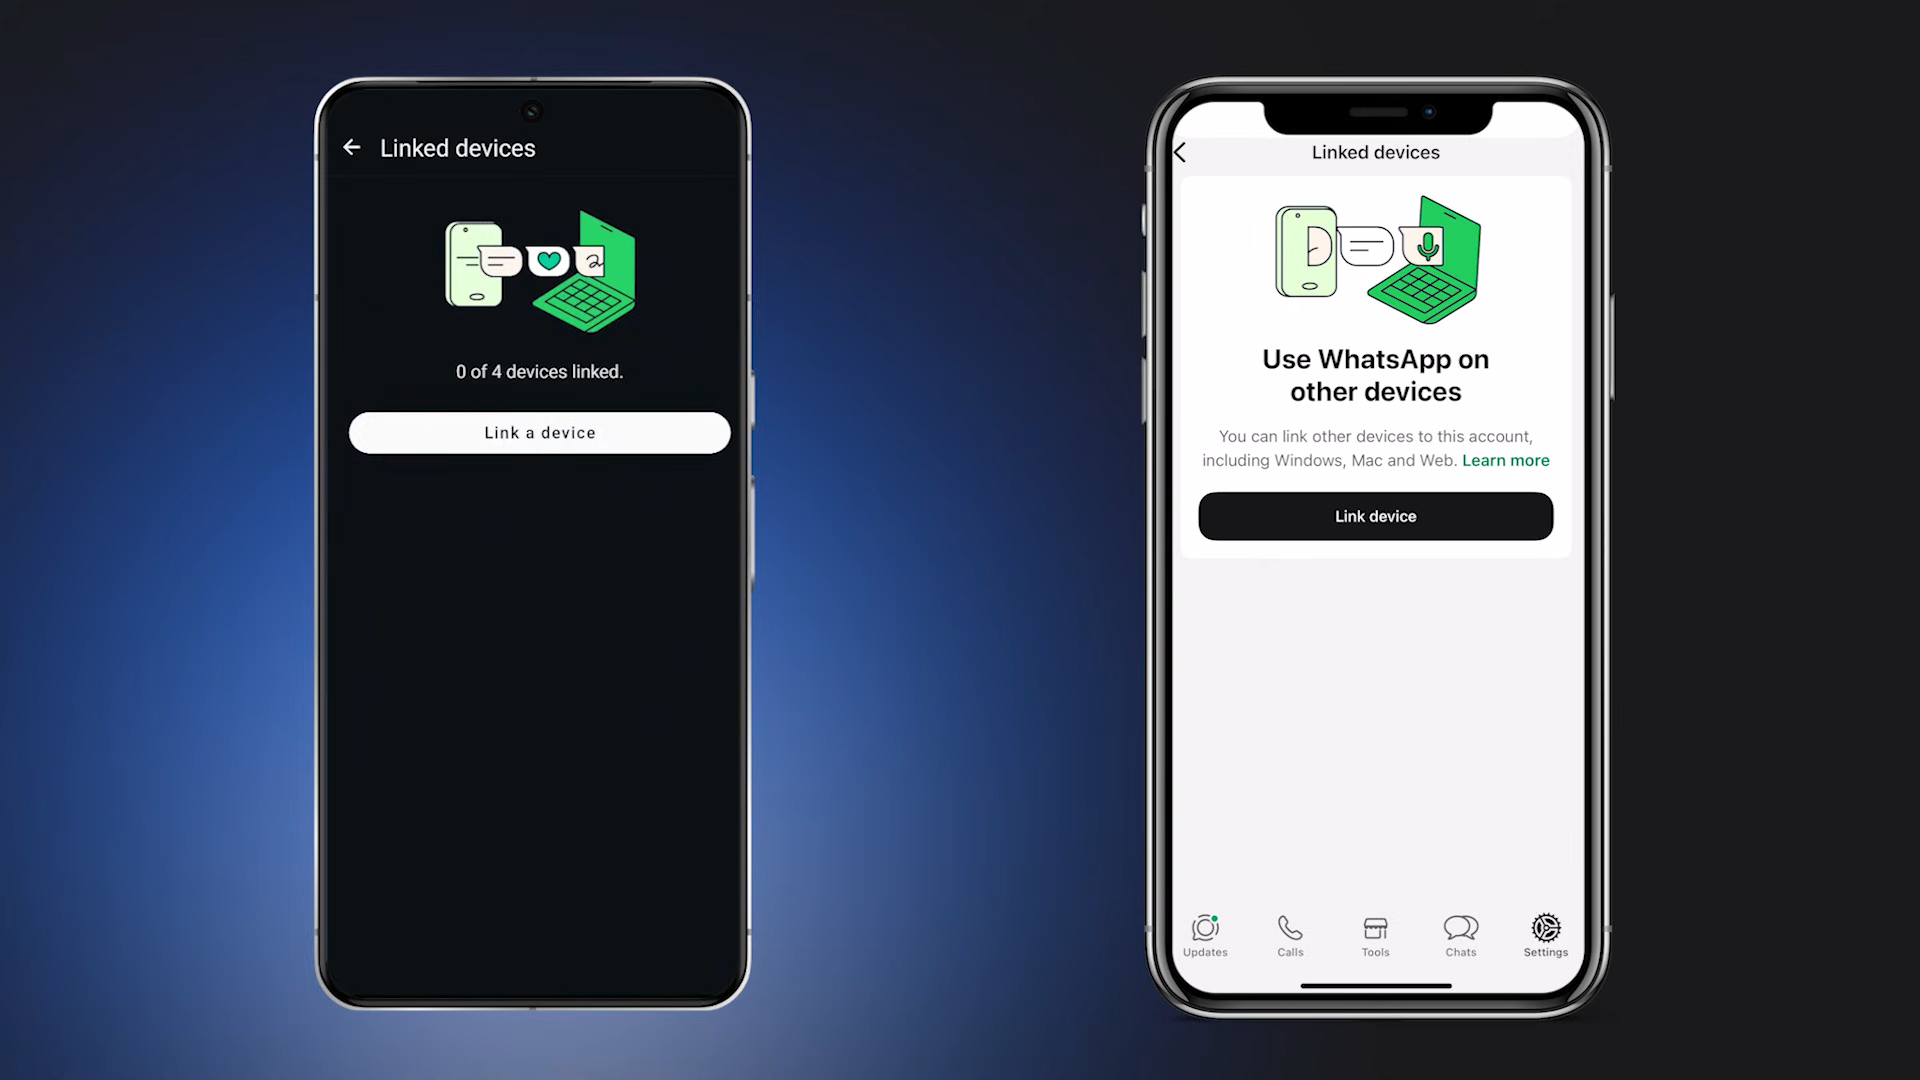 Linked devices
0 of 4 devices linked.
Link a device
Linked devices
Use WhatsApp on
other devices
You can link other devices to this account,
including Windows, Mac and Web. Learn more
Link device
Updates
Calls
Tools
Chats
Settings